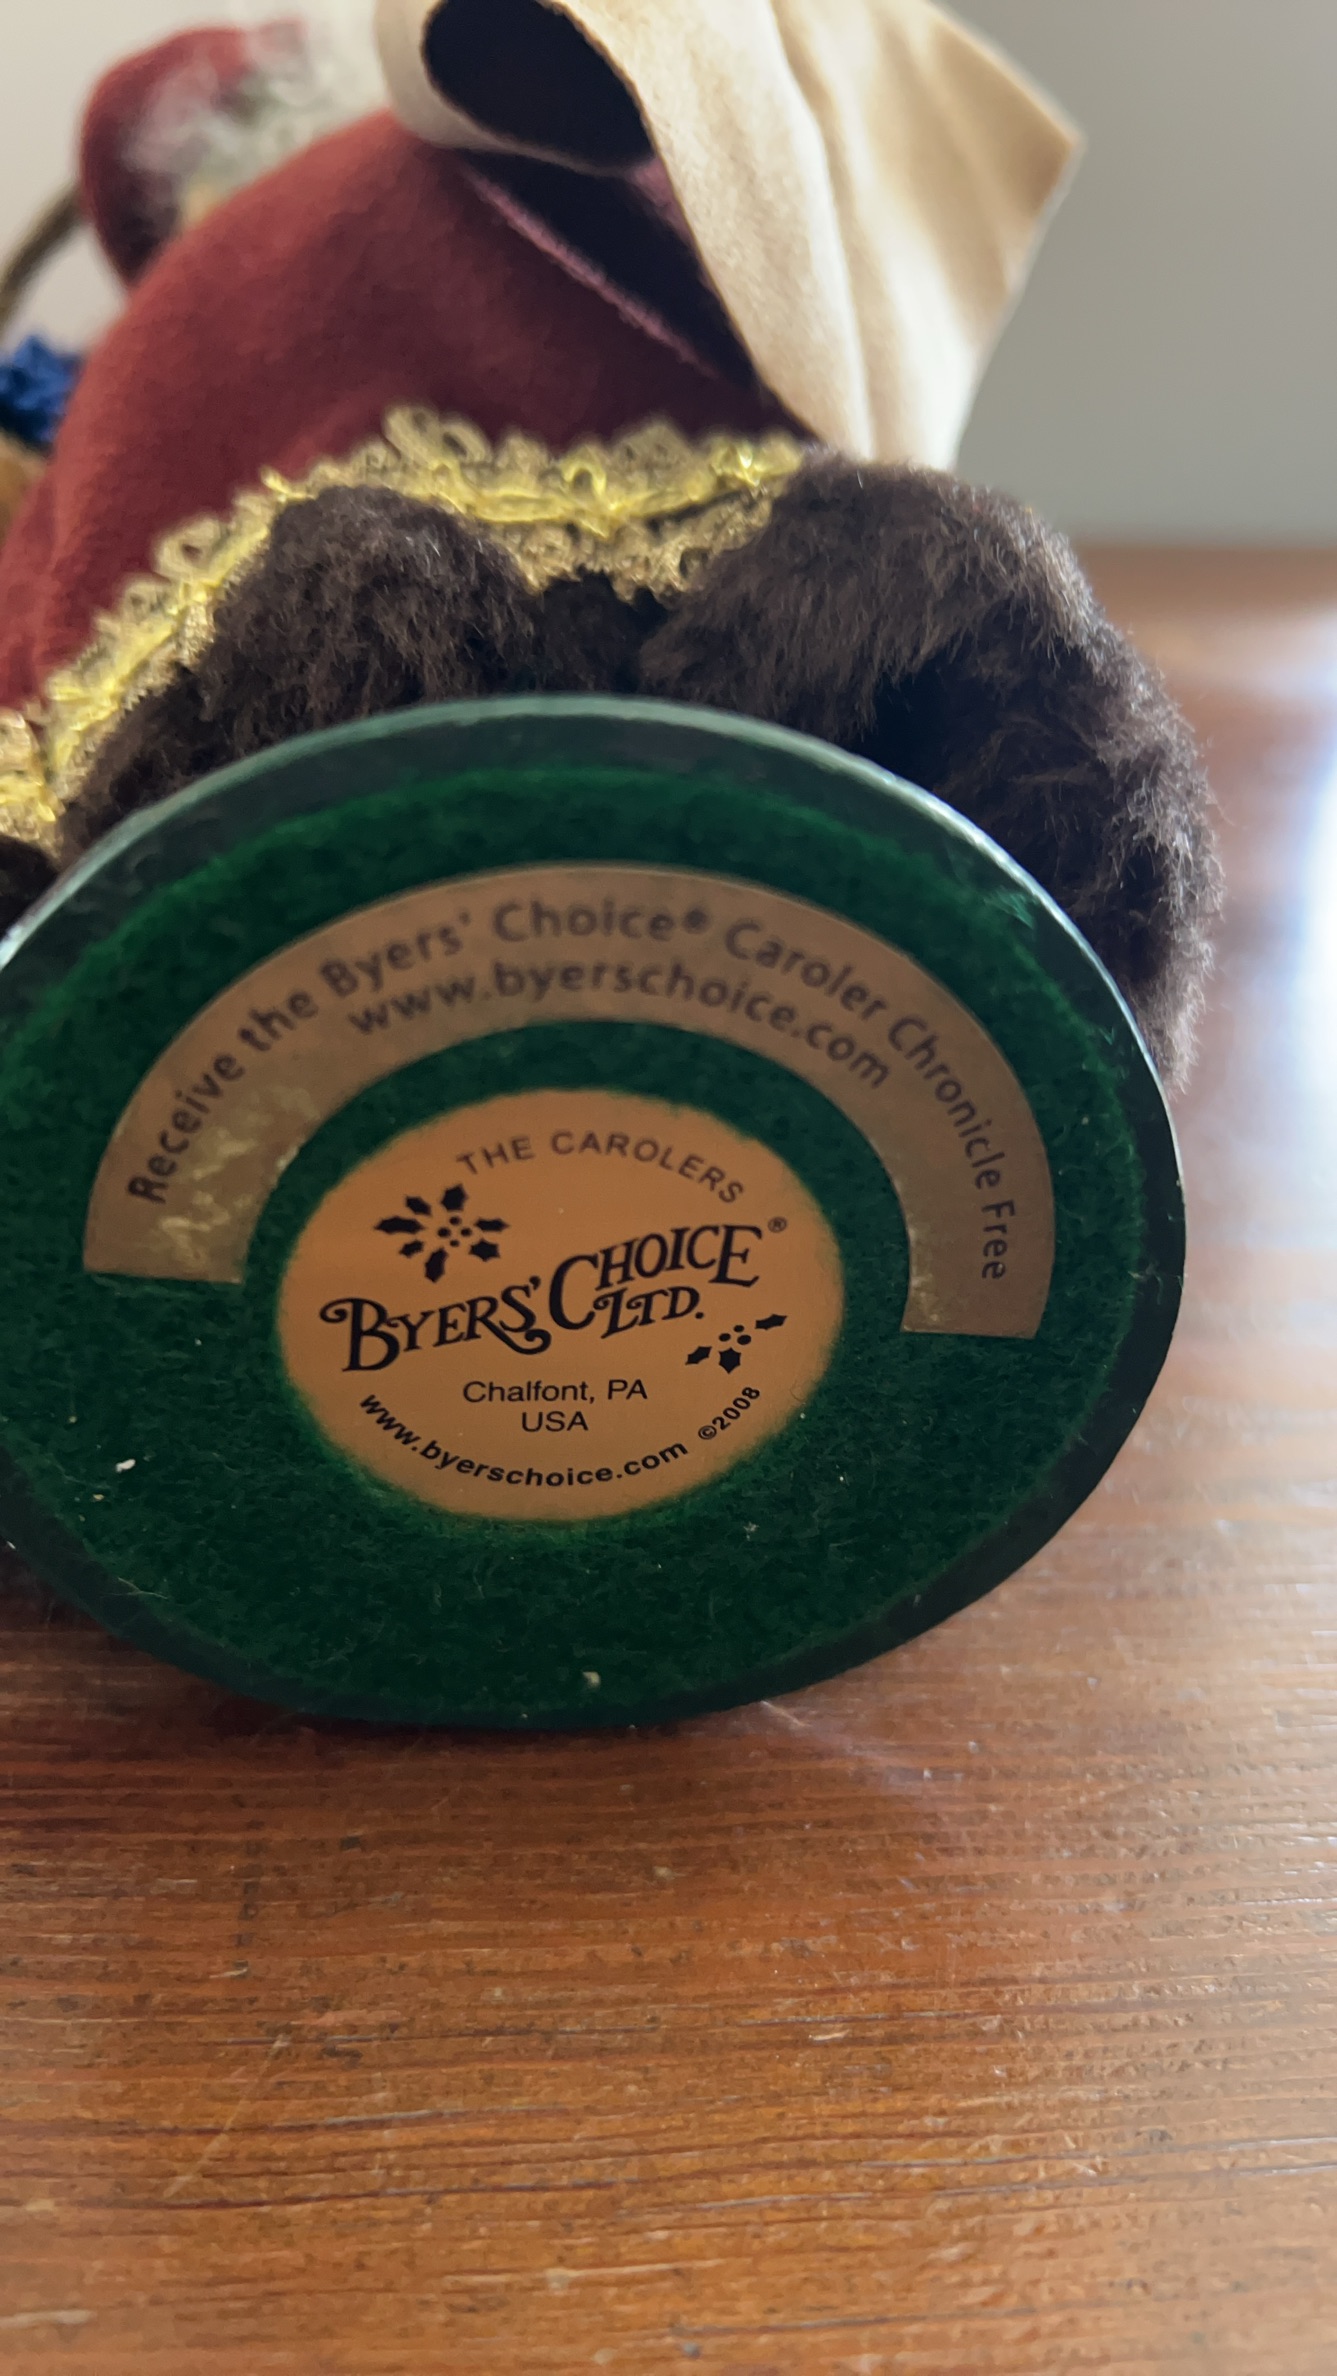 Receive the Byers' Choice® Caroler Chronicle Free
www.byerschoice.com
THE CAROLERS
BYERS' CHOICE®
LTD.
Chalfont, PA
USA
www.byerschoice.com ©2008